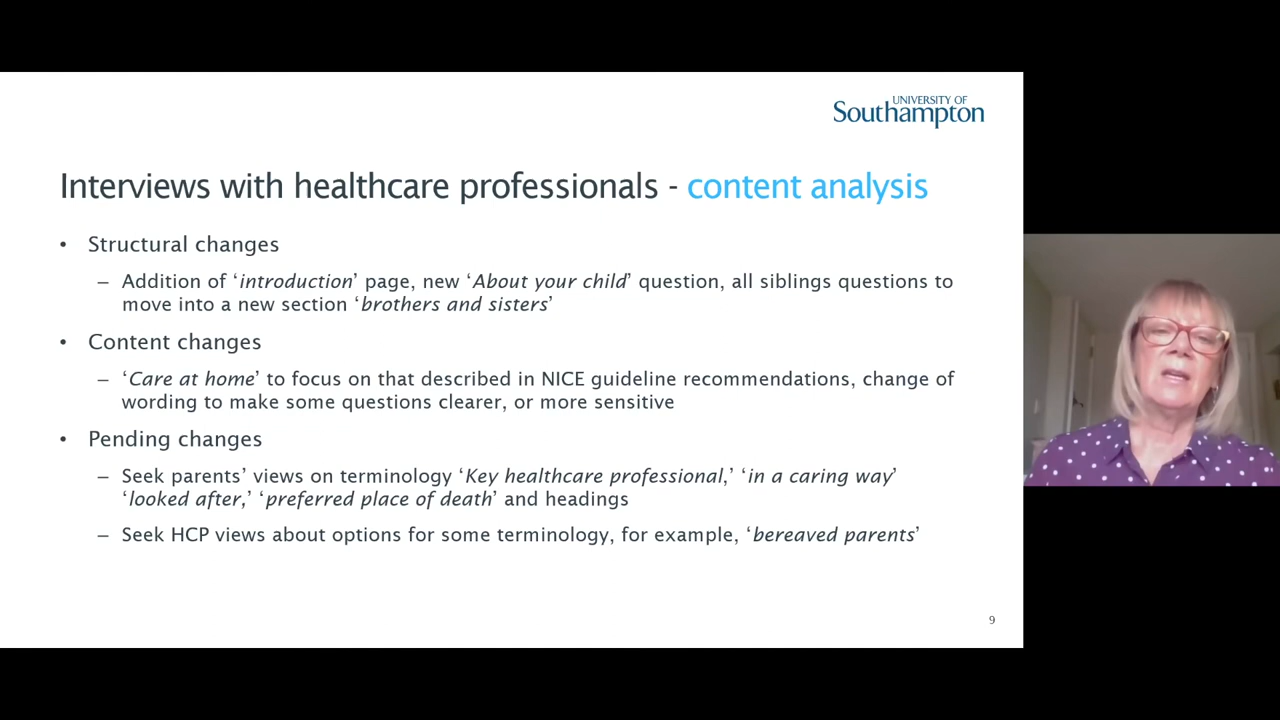 UNIVERSITY OF
Southampton
Interviews with healthcare professionals - content analysis
• Structural changes
– Addition of ‘introduction’ page, new ‘About your child’ question, all siblings questions to
move into a new section ‘brothers and sisters’
• Content changes
– ‘Care at home’ to focus on that described in NICE guideline recommendations, change of
wording to make some questions clearer, or more sensitive
• Pending changes
– Seek parents’ views on terminology ‘Key healthcare professional,’ ‘in a caring way’
‘looked after,’ ‘preferred place of death’ and headings
– Seek HCP views about options for some terminology, for example, ‘bereaved parents’
9